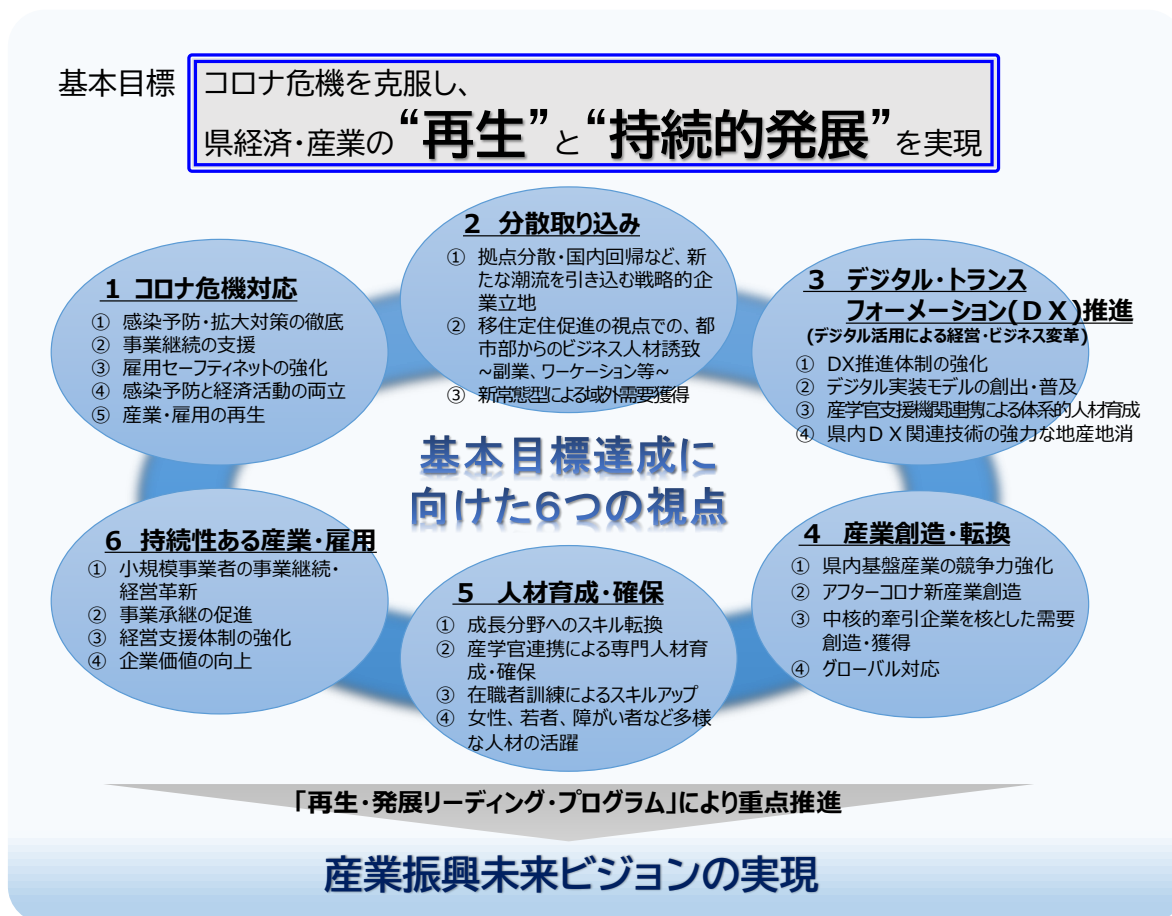 基本目標
コロナ危機を克服し、
県経済・産業の“再生”と“持続的発展”を実現
1 コロナ危機対応
① 感染予防・拡大対策の徹底
② 事業継続の支援
③ 雇用セーフティネットの強化
④ 感染予防と経済活動の両立
⑤ 産業・雇用の再生
2 分散取り込み
① 拠点分散・国内回帰など、新
たな潮流を引き込む戦略的企
業立地
② 移住定住促進の視点での、都
市部からのビジネス人材誘致
~副業、ワーケーション等~
③ 新常態型による域外需要獲得
3 デジタル・トランス
フォーメーション(ＤＸ)推進
(デジタル活用による経営・ビジネス変革)
① DX推進体制の強化
② デジタル実装モデルの創出・普及
③ 産学官支援機関連携による体系的人材育成
④ 県内ＤＸ関連技術の強力な地産地消
基本目標達成に
向けた6つの視点
4 産業創造・転換
① 県内基盤産業の競争力強化
② アフターコロナ新産業創造
③ 中核的牽引企業を核とした需要
創造・獲得
④ グローバル対応
5 人材育成・確保
① 成長分野へのスキル転換
② 産学官連携による専門人材育
成・確保
③ 在職者訓練によるスキルアップ
④ 女性、若者、障がい者など多様
な人材の活躍
6 持続性ある産業・雇用
① 小規模事業者の事業継続・
経営革新
② 事業承継の促進
③ 経営支援体制の強化
④ 企業価値の向上
「再生・発展リーディング・プログラム」により重点推進
産業振興未来ビジョンの実現